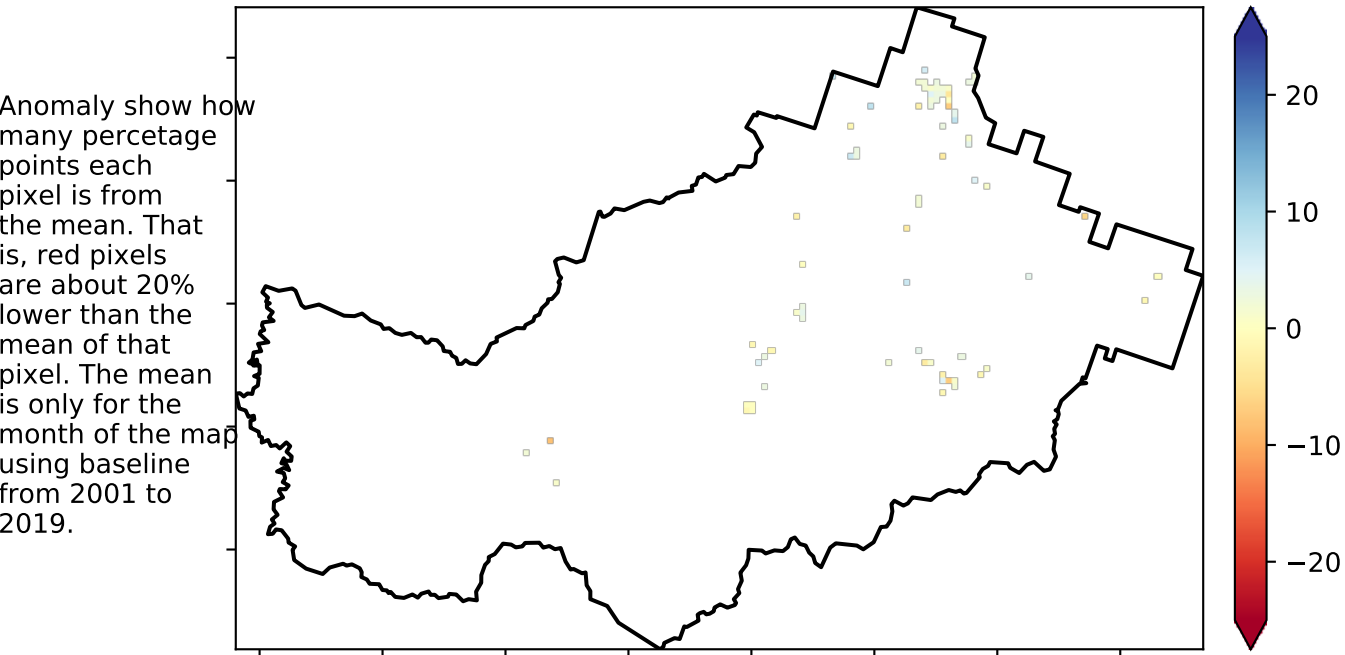 Anomaly show how
many percetage
points each
pixel is from
the mean. That
is, red pixels
are about 20%
lower than the
mean of that
pixel. The mean
is only for the
month of the map
using baseline
from 2001 to
2019.
20
10
0
−10
−20